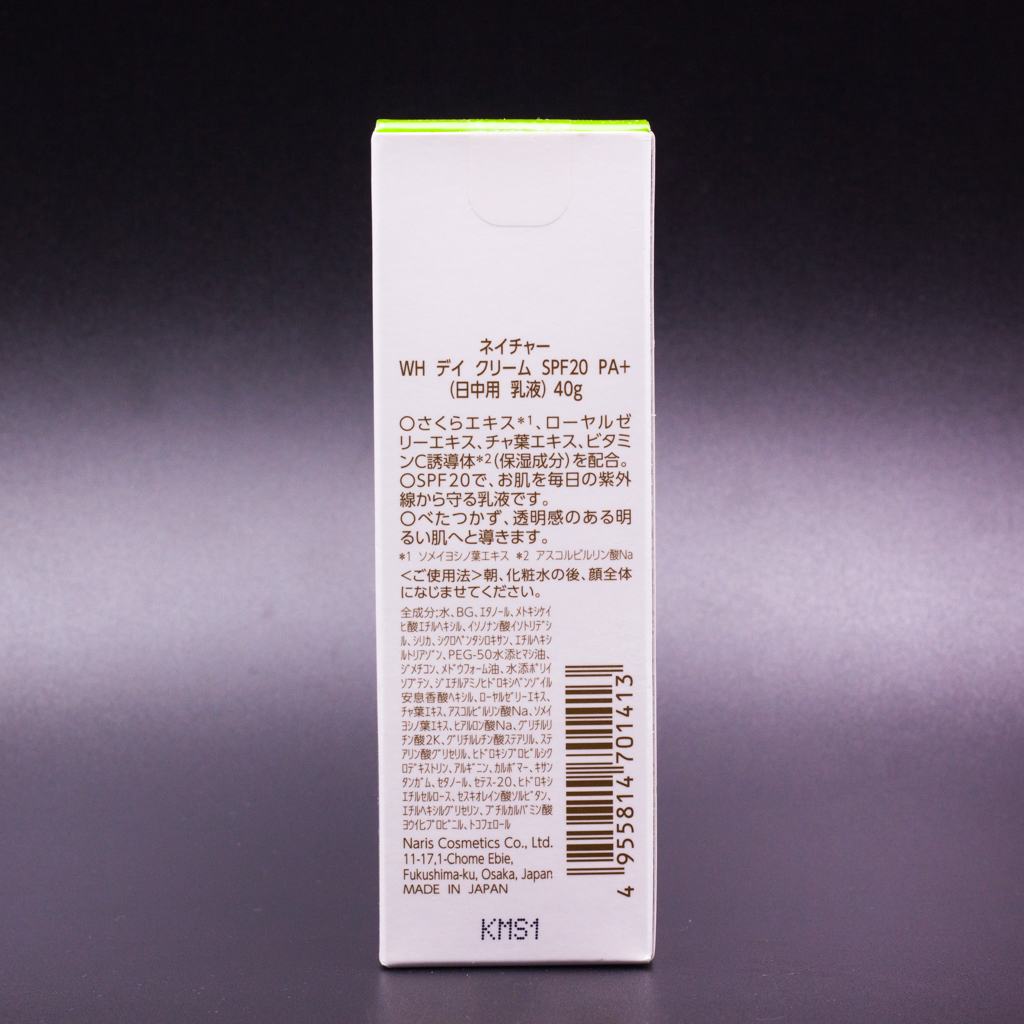 ネイチャー
WH デイ クリーム SPF20 PA+
(日中用 乳液) 40g
○さくらエキス*1、ローヤルゼ
リーエキス、チャ葉エキス、ビタミ
ンC誘導体*2(保湿成分)を配合。
○SPF20で、お肌を毎日の紫外
線から守る乳液です。
○べたつかず、透明感のある明
るい肌へと導きます。
*1 ソメイヨシノ葉エキス *2 アスコルビルリン酸Na
<ご使用法>朝、化粧水の後、顔全体
になじませてください。
全成分:水、BG、エタノール、メトキシケイ
ヒ酸エチルヘキシル、イソノナン酸イソトリデシ
ル、シリカ、シクロペンタシロキサン、エチルヘキシ
ルトリアゾン、PEG-50水添ヒマシ油、
ジメチコン、メドウフォーム油、水添ポリイ
ソブテン、ジエチルアミノヒドロキシベンゾイル
安息香酸ヘキシル、ローヤルゼリーエキス、
チャ葉エキス、アスコルビルリン酸Na、ソメイ
ヨシノ葉エキス、ヒアルロン酸Na、グリチルリ
チン酸2K、グリチルレチン酸ステアリル、ステ
アリン酸グリセリル、ヒドロキシプロピルシク
ロデキストリン、アルギニン、カルボマー、キサン
タンガム、セタノール、セテス-20、ヒドロキシ
エチルセルロース、セスキオレイン酸ソルビタン、
エチルヘキシルグリセリン、ブチルカルバミン酸
ヨウ化プロピニル、トコフェロール
Naris Cosmetics Co., Ltd.
11-17,1-Chome Ebie,
Fukushima-ku, Osaka, Japan
MADE IN JAPAN
4 955814 701413
KMS1